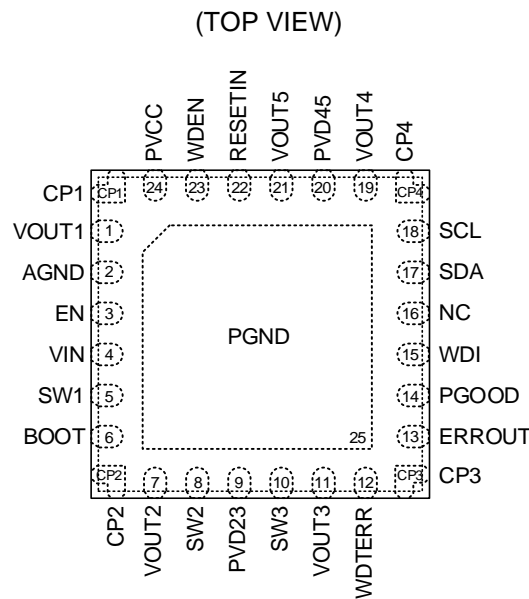 (TOP VIEW)
PVCC
WDEN
RESETIN
VOUT5
PVD45
VOUT4
CP4
CP1
CP1
24
23
22
21
20
19
CP4
VOUT1
1
18
SCL
AGND
2
17
SDA
EN
3
16
NC
VIN
4
PGND
15
WDI
SW1
5
14
PGOOD
BOOT
6
25
13
ERROUT
CP2
7
8
9
10
11
12
CP3
CP3
CP2
VOUT2
SW2
PVD23
SW3
VOUT3
WDTERR